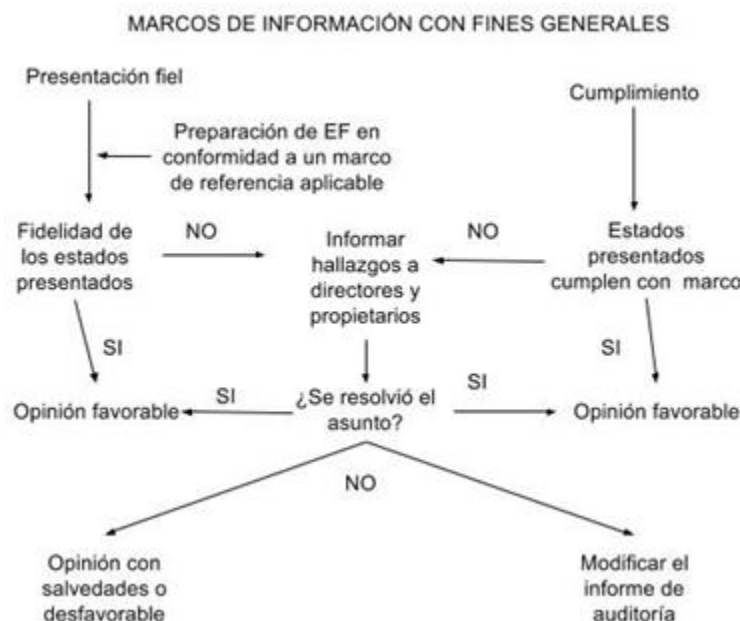 MARCOS DE INFORMACIÓN CON FINES GENERALES
Presentación fiel
Cumplimiento
Preparación de EF en
conformidad a un marco
de referencia aplicable
Fidelidad de
los estados
presentados
NO
Informar
hallazgos a
directores y
propietarios
NO
Estados
presentados
cumplen con marco
SI
SI
Opinión favorable
SI
¿Se resolvió el
asunto?
SI
Opinión favorable
NO
Opinión con
salvedades o
desfavorable
Modificar el
informe de
auditoría